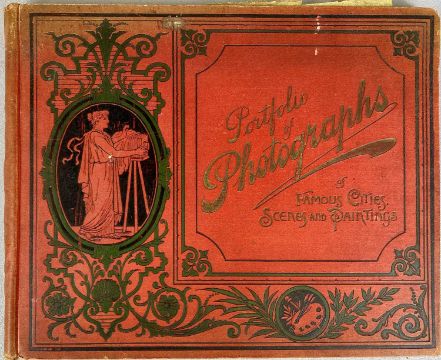 Portfolio
of
Photographs
of
Famous Cities,
Scenes and Paintings